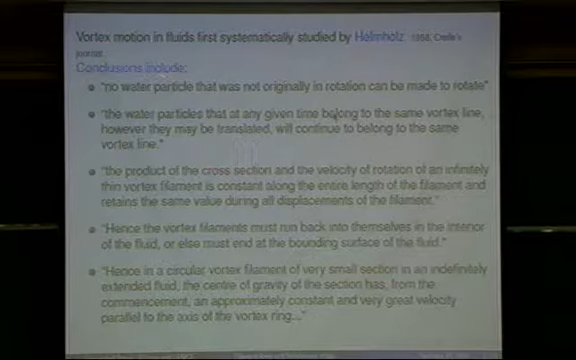 Vortex motion in fluids first systematically studied by Helmholz 1858, Crelle's
journal
Conclusions include:
"no water particle that was not originally in rotation can be made to rotate"
"the water particles that at any given time belong to the same vortex line,
however they may be translated, will continue to belong to the same
vortex line."
"the product of the cross section and the velocity of rotation of an infinitely
thin vortex filament is constant along the entire length of the filament and
retains the same value during all displacements of the filament."
"Hence the vortex filaments must run back into themselves in the interior
of the fluid, or else must end at the bounding surface of the fluid."
"Hence in a circular vortex filament of very small section in an indefinitely
extended fluid, the centre of gravity of the section has, from the
commencement, an approximately constant and very great velocity
parallel to the axis of the vortex ring..."